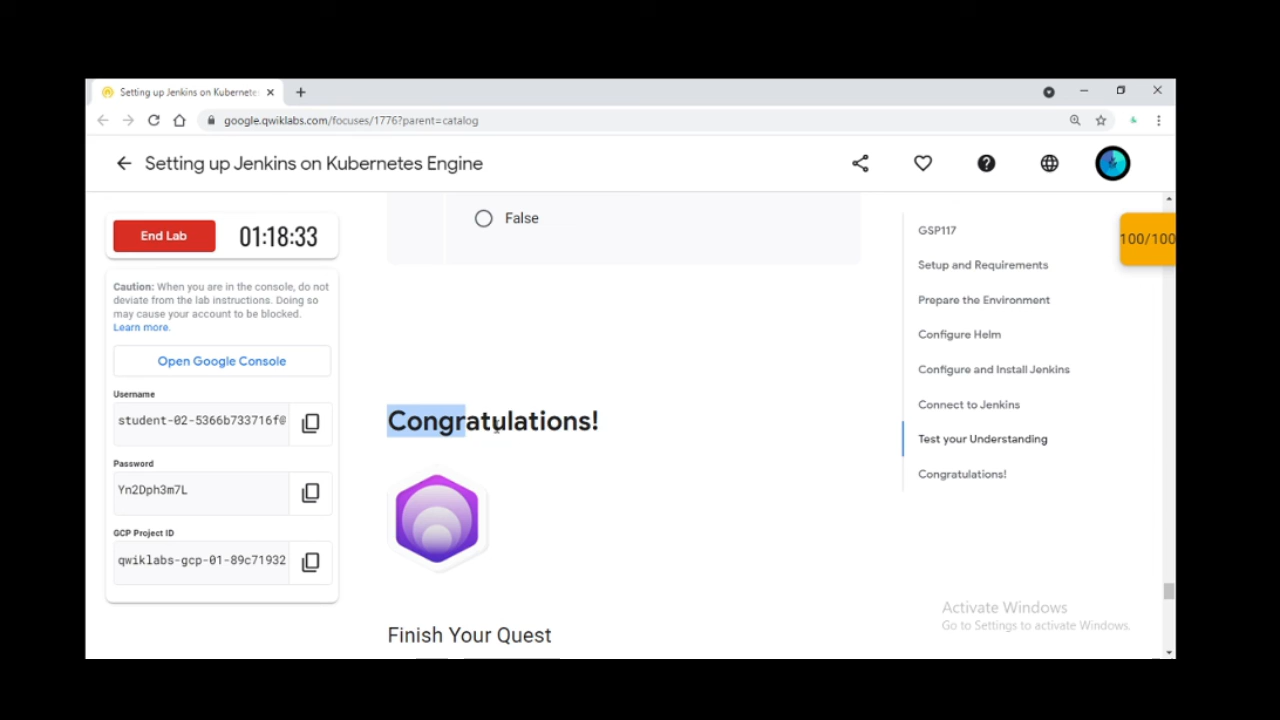 Setting up Jenkins on Kubernete
google.qwiklabs.com/focuses/1776?parent=catalog
Setting up Jenkins on Kubernetes Engine
End Lab
01:18:33
Caution: When you are in the console, do not
deviate from the lab instructions. Doing so
may cause your account to be blocked.
Learn more.
Open Google Console
Username
student-02-5366b733716f@
Password
Yn2Dph3m7L
GCP Project ID
qwiklabs-gcp-01-89c71932
False
Congratulations!
Finish Your Quest
GSP117
Setup and Requirements
Prepare the Environment
Configure Helm
Configure and Install Jenkins
Connect to Jenkins
Test your Understanding
Congratulations!
100/100
Activate Windows
Go to Settings to activate Windows.